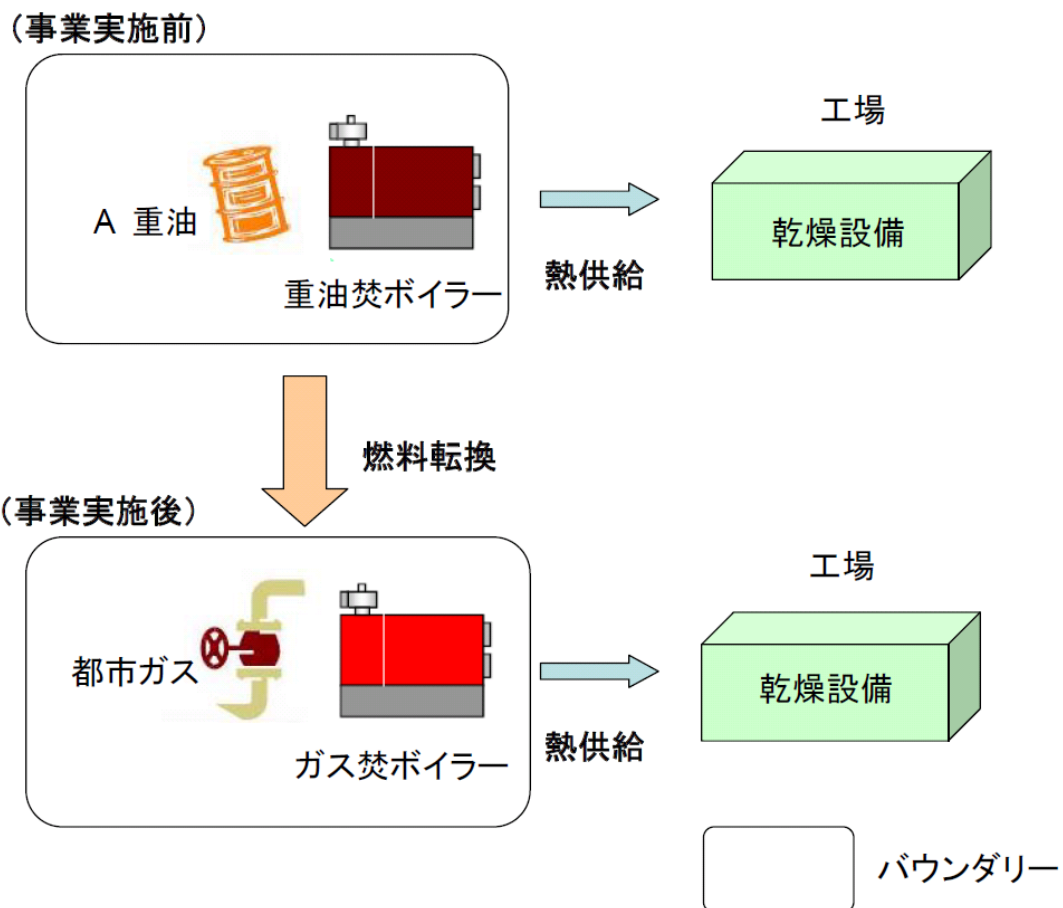 （事業実施前）
工場
A 重油
乾燥設備
重油焚ボイラー
熱供給
燃料転換
（事業実施後）
工場
都市ガス
乾燥設備
ガス焚ボイラー
熱供給
バウンダリー